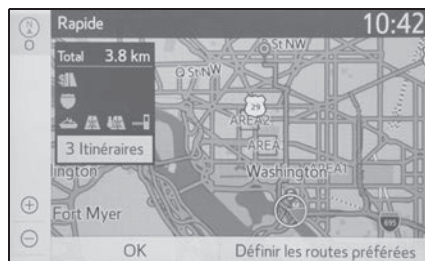 Rapide
10:42
N
0
Total 3.8 km
St NW
Q St NW
29
AREA2
AREA
3 Itinéraires
Washington
AREA1
ington
Fort Myer
695
OK
Définir les routes préférées